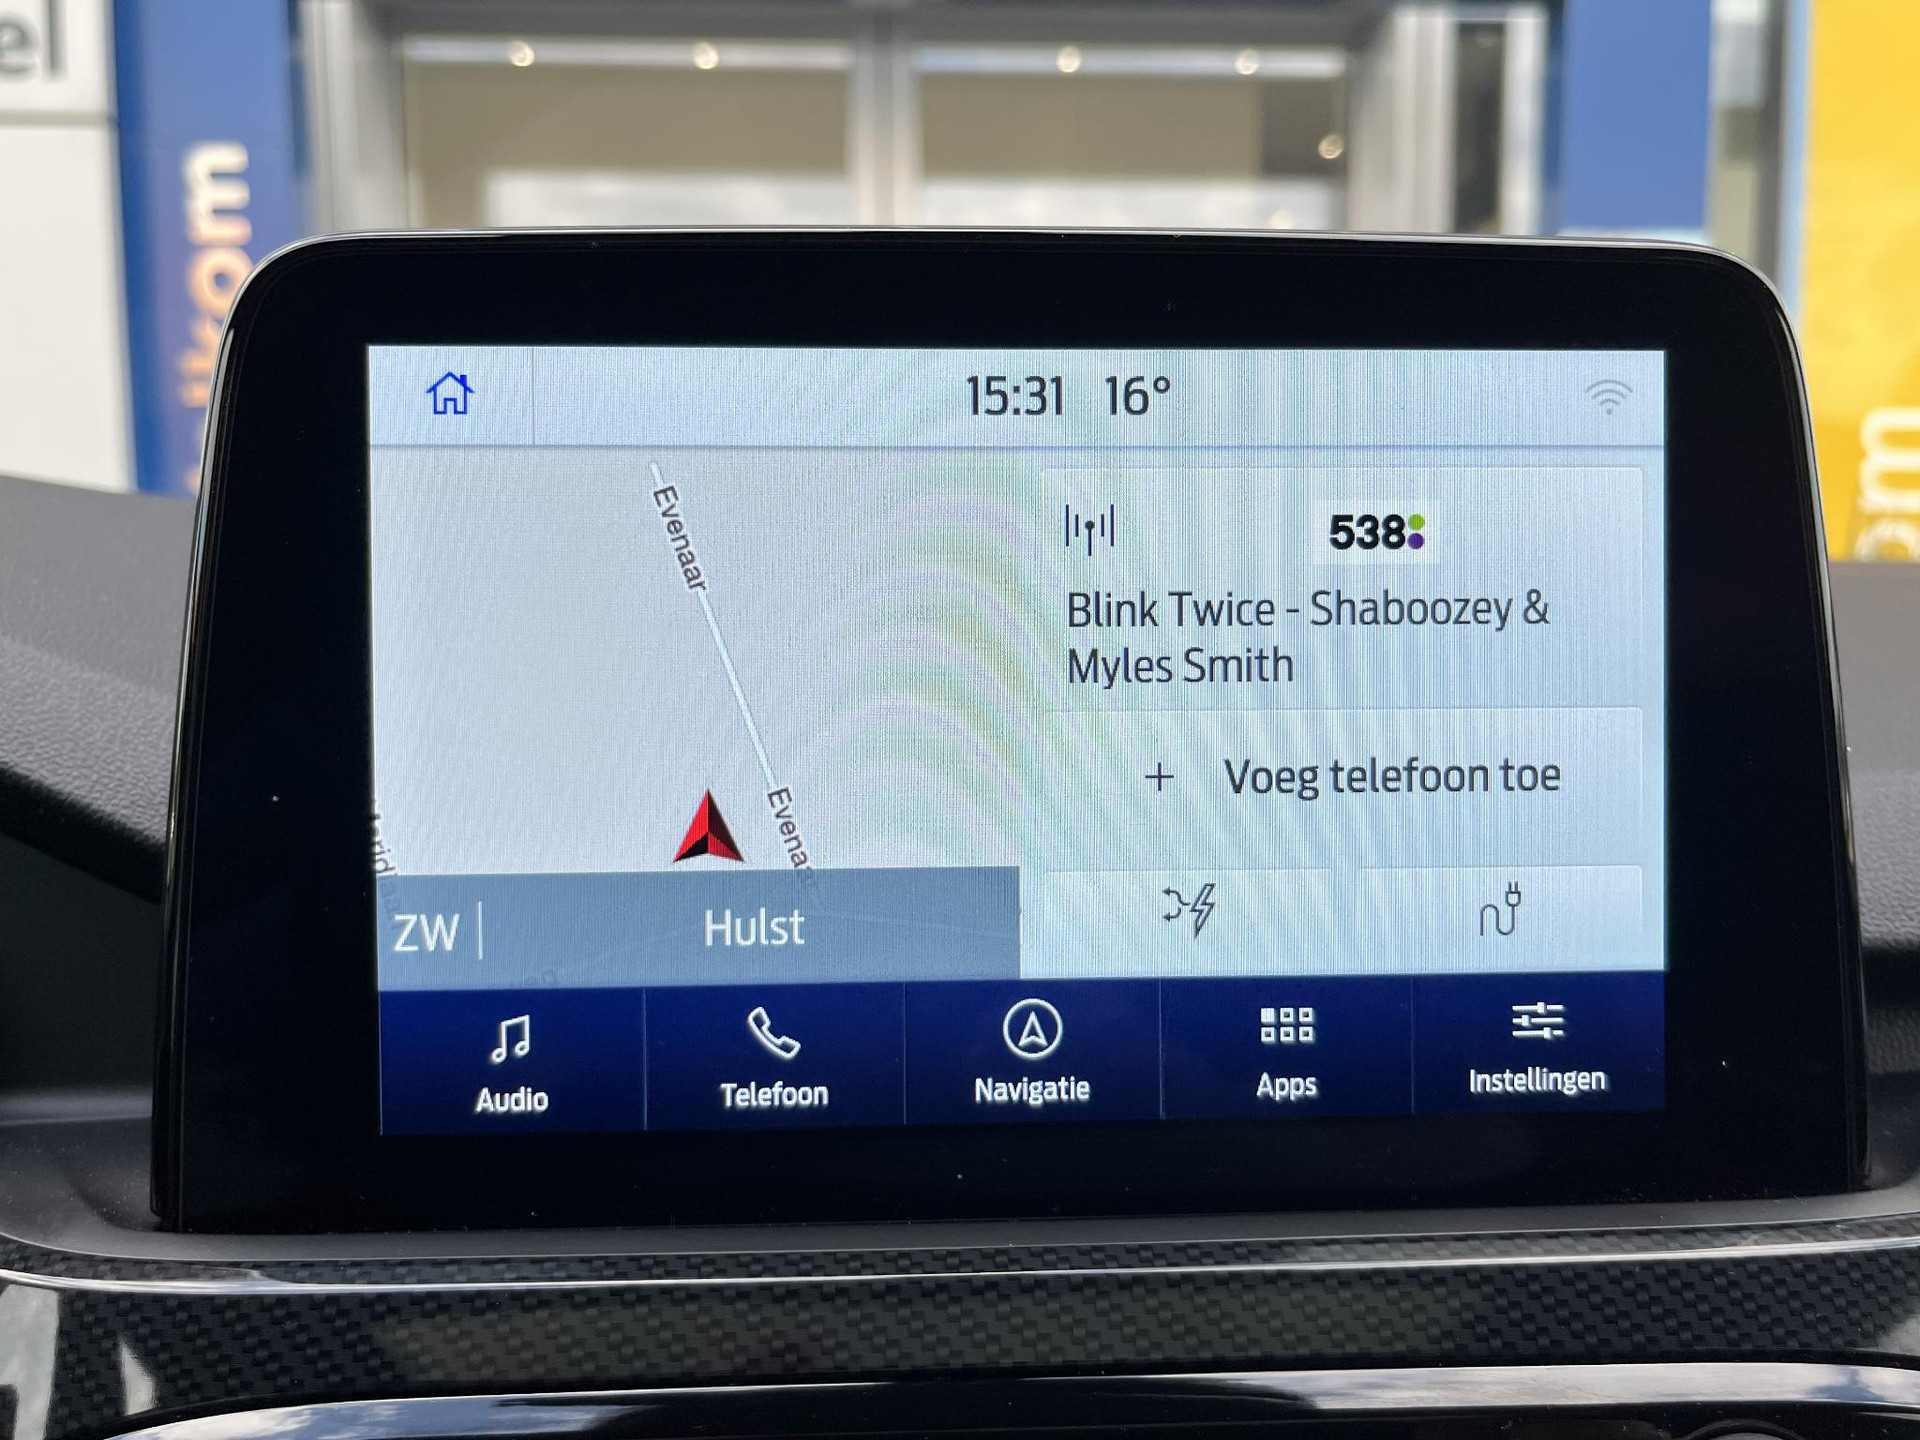 el
15:31 16°
Evenaar
538
Blink Twice - Shaboozey &
Myles Smith
+ Voeg telefoon toe
Evenaar
ZW | Hulst
Audio
Telefoon
Navigatie
Apps
Instellingen